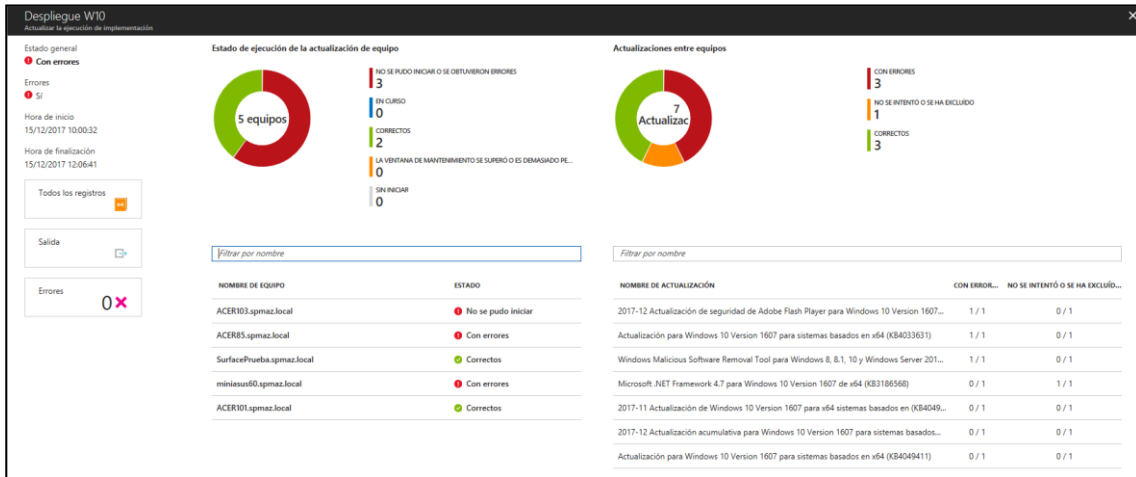 Despliegue W10
Actualizar la ejecución de implementación
Estado general
Con errores
Errores
Sí
Hora de inicio
15/12/2017 10:00:32
Hora de finalización
15/12/2017 12:06:41
Todos los registros
Salida
Errores
0
Estado de ejecución de la actualización de equipo
5 equipos
NO SE PUDO INICIAR O SE OBTUVIERON ERRORES
3
EN CURSO
0
CORRECTOS
2
LA VENTANA DE MANTENIMIENTO SE SUPERÓ O ES DEMASIADO PE...
0
SIN INICIAR
0
Filtrar por nombre
NOMBRE DE EQUIPO ESTADO
ACER103.spmaz.local No se pudo iniciar
ACER85.spmaz.local Con errores
SurfacePrueba.spmaz.local Correctos
miniasus60.spmaz.local Con errores
ACER101.spmaz.local Correctos
Actualizaciones entre equipos
7
Actualizac
CON ERRORES
3
NO SE INTENTÓ O SE HA EXCLUÍDO
1
CORRECTOS
3
Filtrar por nombre
NOMBRE DE ACTUALIZACIÓN CON ERROR... NO SE INTENTÓ O SE HA EXCLUÍD...
2017-12 Actualización de seguridad de Adobe Flash Player para Windows 10 Version 1607... 1 / 1 0 / 1
Actualización para Windows 10 Version 1607 para sistemas basados en x64 (KB4033631) 1 / 1 0 / 1
Windows Malicious Software Removal Tool para Windows 8, 8.1, 10 y Windows Server 201... 1 / 1 0 / 1
Microsoft .NET Framework 4.7 para Windows 10 Version 1607 de x64 (KB3186568) 0 / 1 1 / 1
2017-11 Actualización de Windows 10 Version 1607 para x64 sistemas basados en (KB4049... 0 / 1 0 / 1
2017-12 Actualización acumulativa para Windows 10 Version 1607 para sistemas basados... 0 / 1 0 / 1
Actualización para Windows 10 Version 1607 para sistemas basados en x64 (KB4049411) 0 / 1 0 / 1